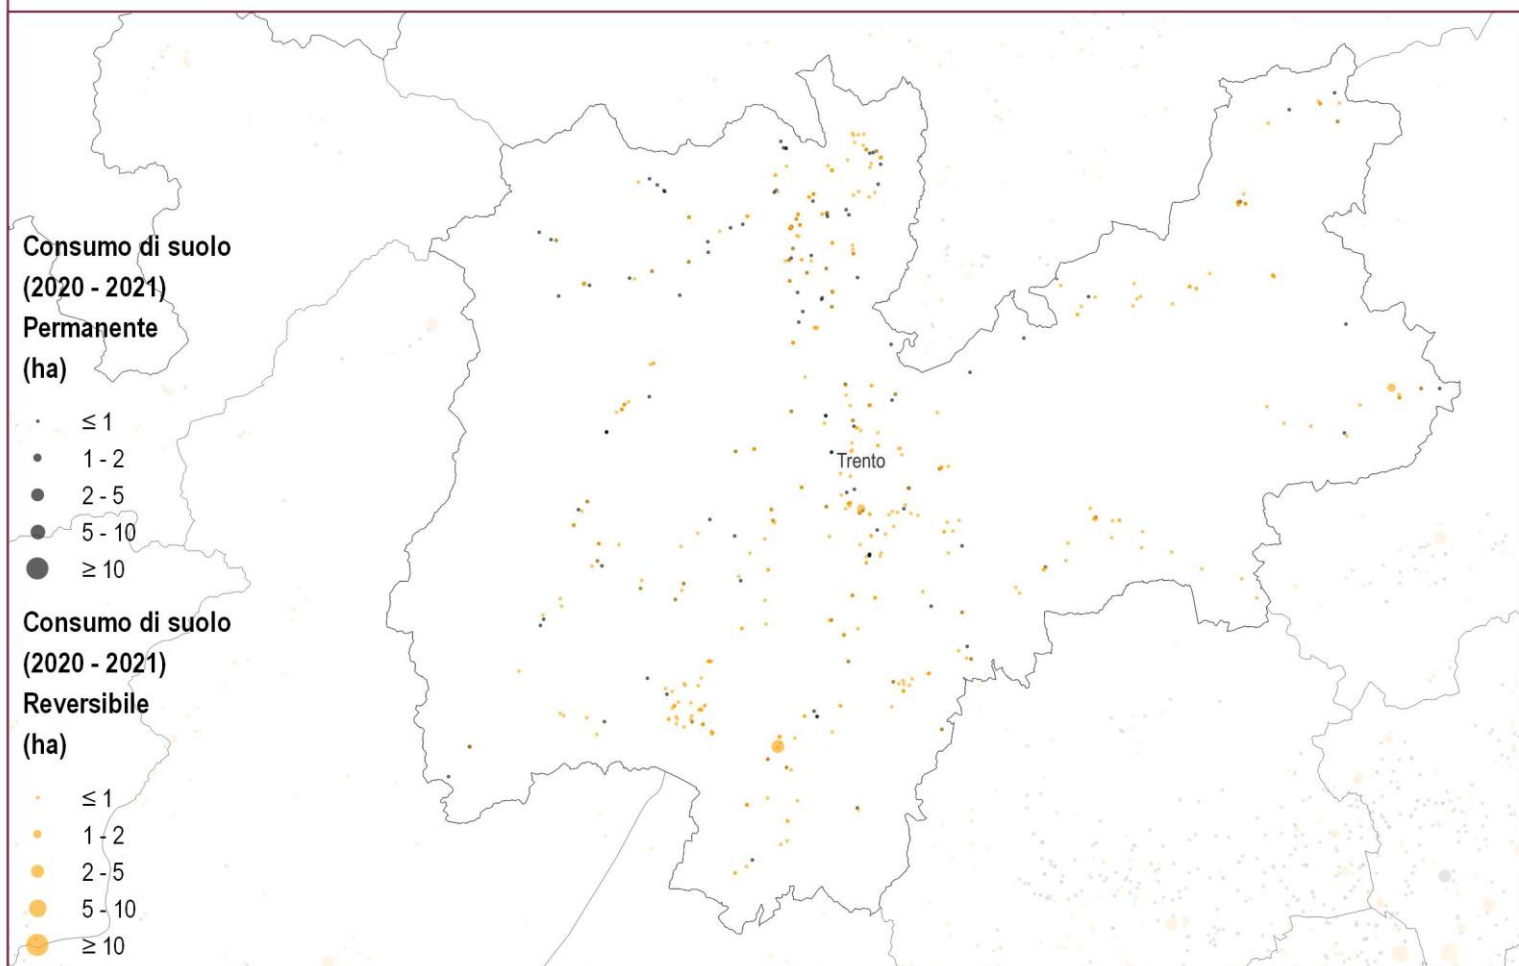 Consumo di suolo
(2020 - 2021)
Permanente
(ha)
≤ 1
1 - 2
2 - 5
5 - 10
≥ 10
Consumo di suolo
(2020 - 2021)
Reversibile
(ha)
≤ 1
1 - 2
2 - 5
5 - 10
≥ 10
Trento